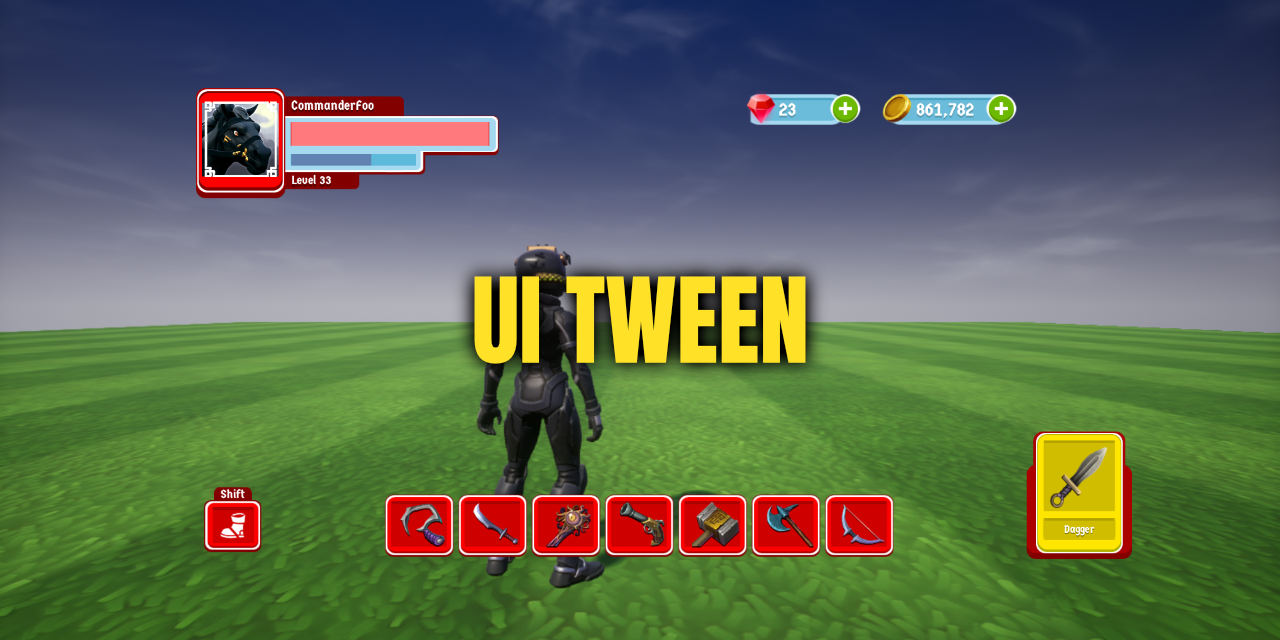 CommanderFoo
Level 33
23
861,782
UI TWEEN
Shift
Dagger